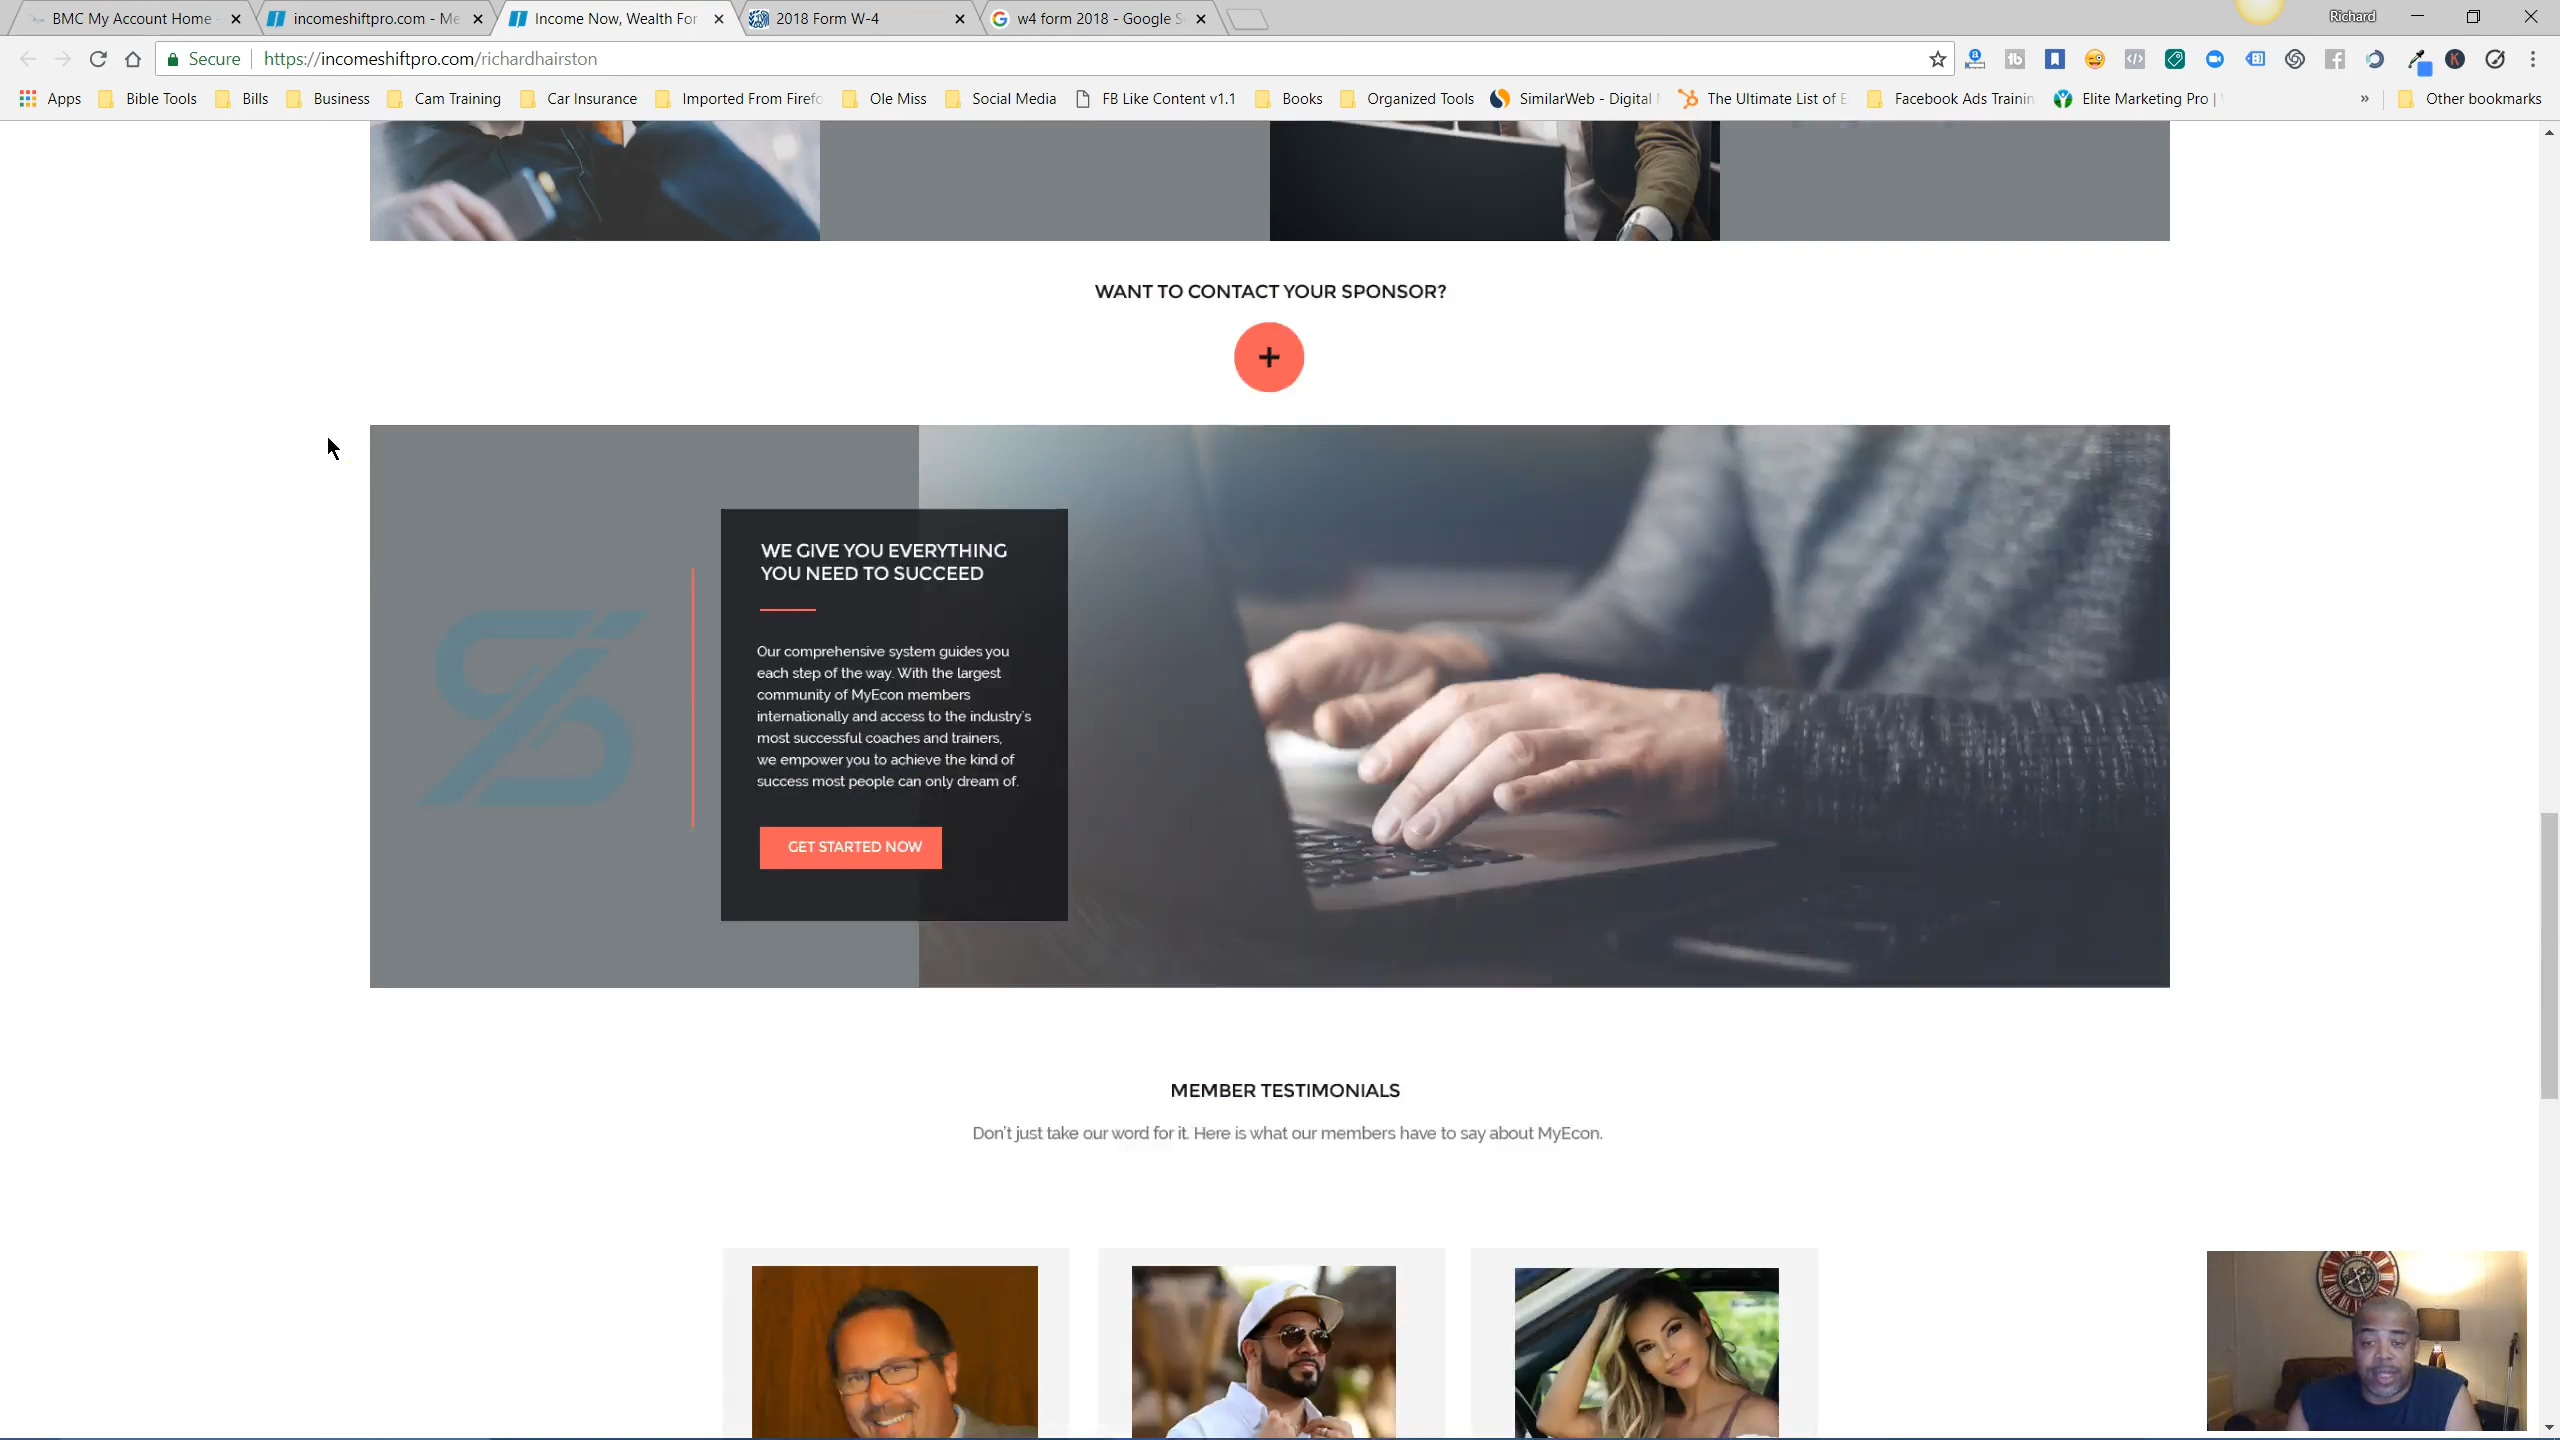 BMC My Account Home
incomeshiftpro.com - Me
Income Now, Wealth For
2018 Form W-4
w4 form 2018 - Google S
Richard
Secure
https://incomeshiftpro.com/richardhairston
Apps
Bible Tools
Bills
Business
Cam Training
Car Insurance
Imported From Firefo
Ole Miss
Social Media
FB Like Content v1.1
Books
Organized Tools
SimilarWeb - Digital
The Ultimate List of E
Facebook Ads Trainin
Elite Marketing Pro |
»
Other bookmarks
WANT TO CONTACT YOUR SPONSOR?
+
WE GIVE YOU EVERYTHING
YOU NEED TO SUCCEED
Our comprehensive system guides you
each step of the way. With the largest
community of MyEcon members
internationally and access to the industry's
most successful coaches and trainers,
we empower you to achieve the kind of
success most people can only dream of.
GET STARTED NOW
MEMBER TESTIMONIALS
Don't just take our word for it. Here is what our members have to say about MyEcon.